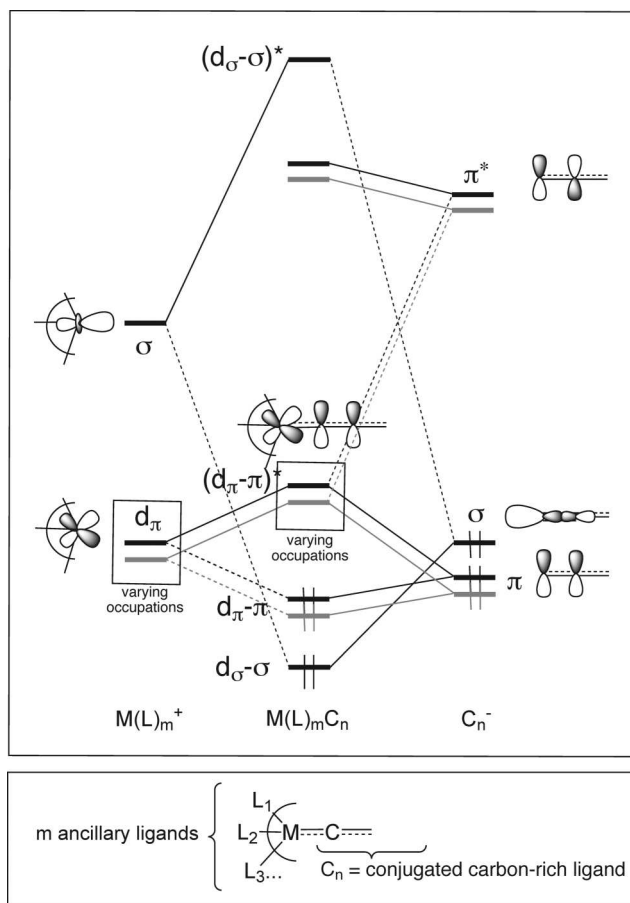 (dσ-σ)*
π*
σ
(dπ-π)*
dπ
σ
varying
occupations
π
varying
occupations
dπ-π
dσ-σ
M(L)m+
M(L)mCn
Cn-
m ancillary ligands
L1
L2
M
C
L3...
Cn = conjugated carbon-rich ligand